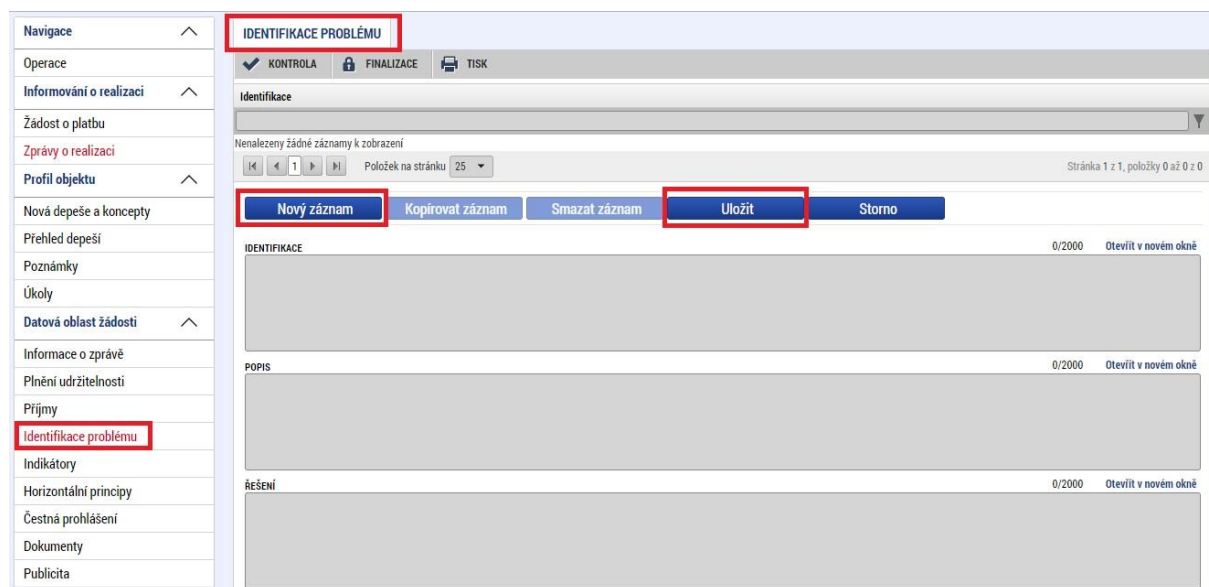 Navigace
Operace
Informování o realizaci
Žádost o platbu
Zprávy o realizaci
Profil objektu
Nová depeše a koncepty
Přehled depeší
Poznámky
Úkoly
Datová oblast žádosti
Informace o zprávě
Plnění udržitelnosti
Příjmy
Identifikace problému
Indikátory
Horizontální principy
Čestná prohlášení
Dokumenty
Publicita
IDENTIFIKACE PROBLÉMU
KONTROLA FINALIZACE TISK
Identifikace
Nenalezeny žádné záznamy k zobrazení
1 Položek na stránku 25 Stránka 1 z 1, položky 0 až 0 z 0
Nový záznam Kopírovat záznam Smazat záznam Uložit Storno
IDENTIFIKACE 0/2000 Otevřít v novém okně
POPIS 0/2000 Otevřít v novém okně
ŘEŠENÍ 0/2000 Otevřít v novém okně